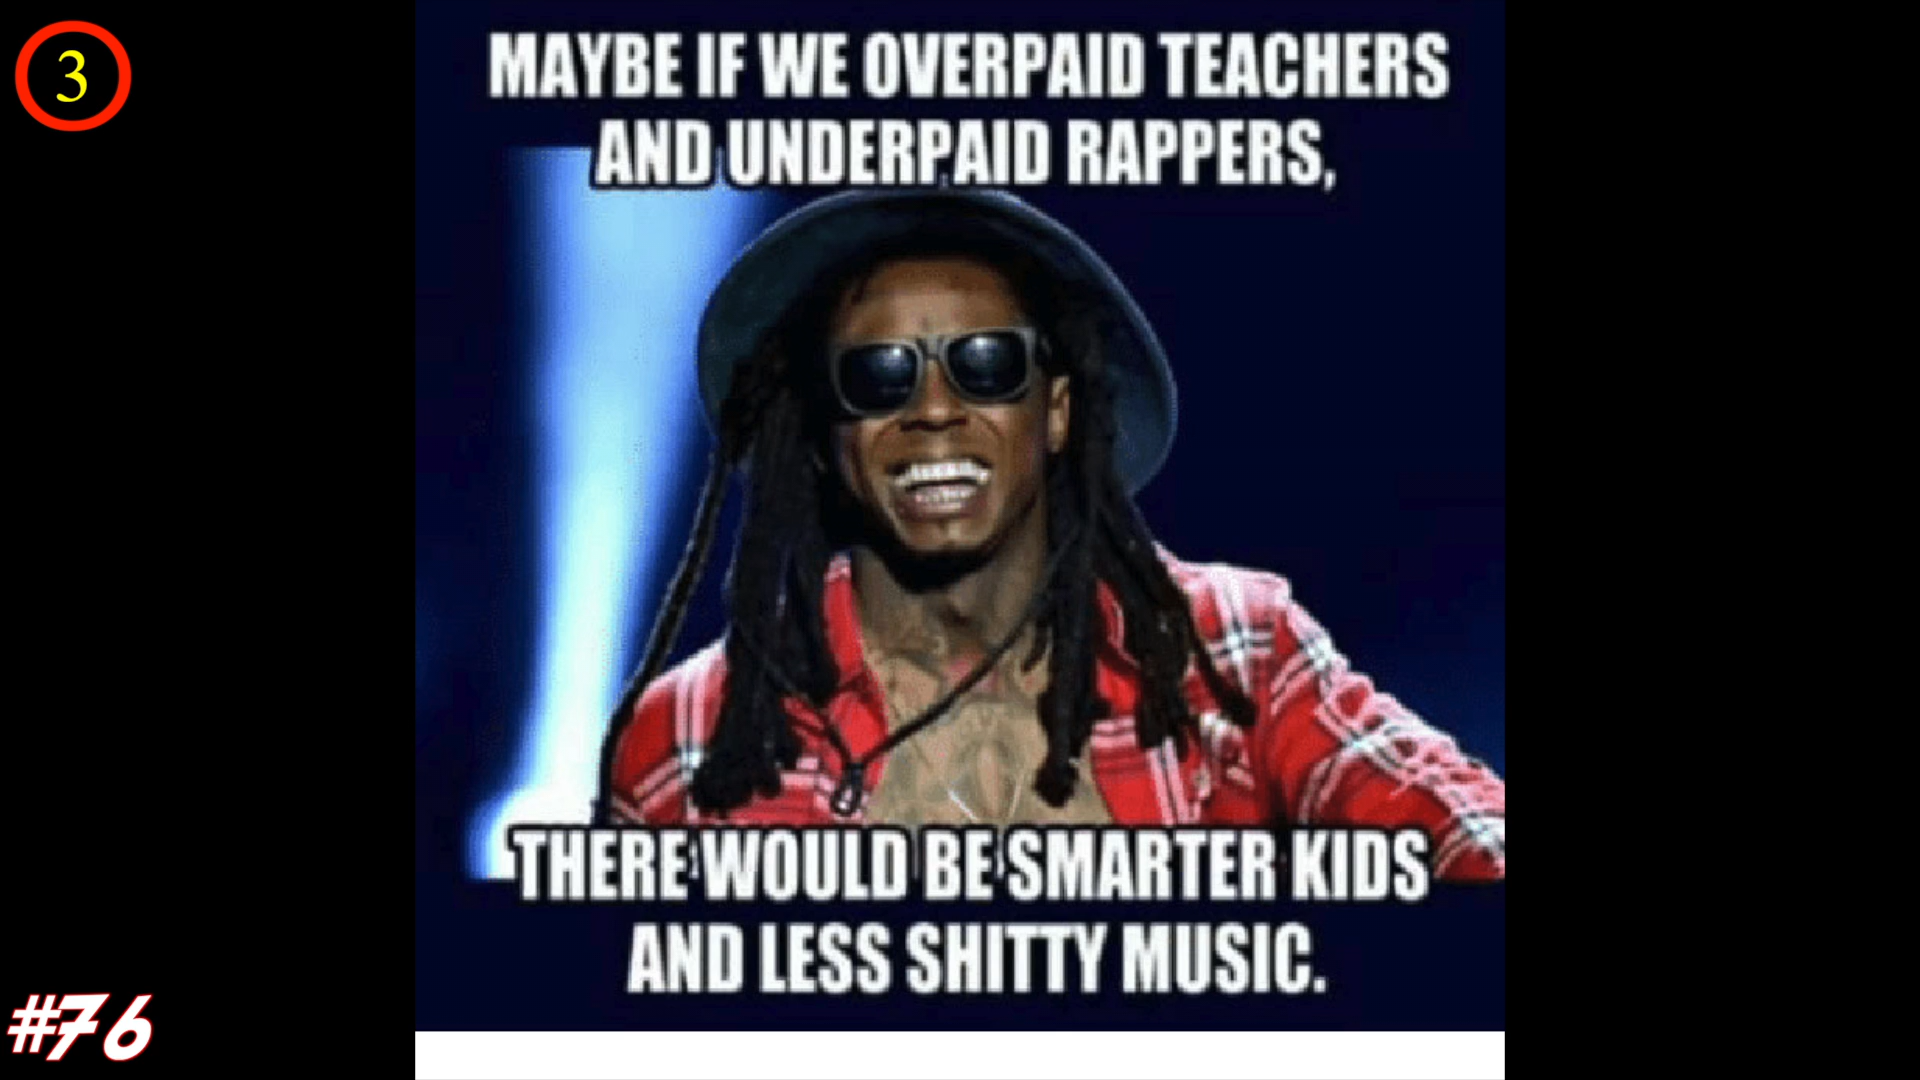 3
MAYBE IF WE OVERPAID TEACHERS
AND UNDERPAID RAPPERS,
THERE WOULD BE SMARTER KIDS
AND LESS SHITTY MUSIC.
#76